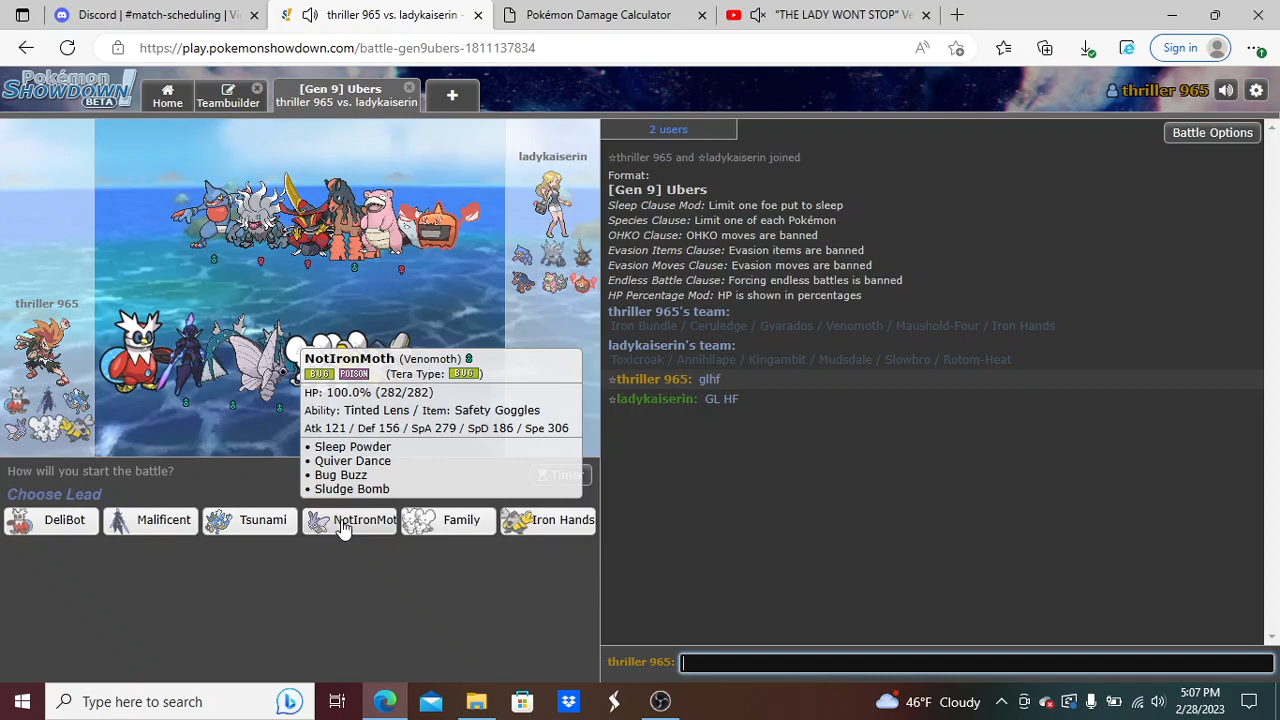 Discord | #match-scheduling | Vi
thriller 965 vs. ladykaiserin -
Pokémon Damage Calculator
"THE LADY WONT STOP" Ve
https://play.pokemonshowdown.com/battle-gen9ubers-1811137834
Sign in
Pokémon
SHOWDOWN!
BETA
Home
Teambuilder
[Gen 9] Ubers
thriller 965 vs. ladykaiserin
thriller 965
2 users
Battle Options
ladykaiserin
thriller 965
☆thriller 965 and ☆ladykaiserin joined
Format:
[Gen 9] Ubers
Sleep Clause Mod: Limit one foe put to sleep
Species Clause: Limit one of each Pokémon
OHKO Clause: OHKO moves are banned
Evasion Items Clause: Evasion items are banned
Evasion Moves Clause: Evasion moves are banned
Endless Battle Clause: Forcing endless battles is banned
HP Percentage Mod: HP is shown in percentages
thriller 965's team:
Iron Bundle / Ceruledge / Gyarados / Venomoth / Maushold-Four / Iron Hands
ladykaiserin's team:
Toxicroak / Annihilape / Kingambit / Mudsdale / Slowbro / Rotom-Heat
☆thriller 965: glhf
☆ladykaiserin: GL HF
NotIronMoth (Venomoth)
BUG POISON (Tera Type: BUG)
HP: 100.0% (282/282)
Ability: Tinted Lens / Item: Safety Goggles
Atk 121 / Def 156 / SpA 279 / SpD 186 / Spe 306
• Sleep Powder
• Quiver Dance
• Bug Buzz
• Sludge Bomb
How will you start the battle?
Timer
Choose Lead
DeliBot
Maleficent
Tsunami
NotIronMot
Family
Iron Hands
thriller 965:
Type here to search
46°F Cloudy
5:07 PM
2/28/2023